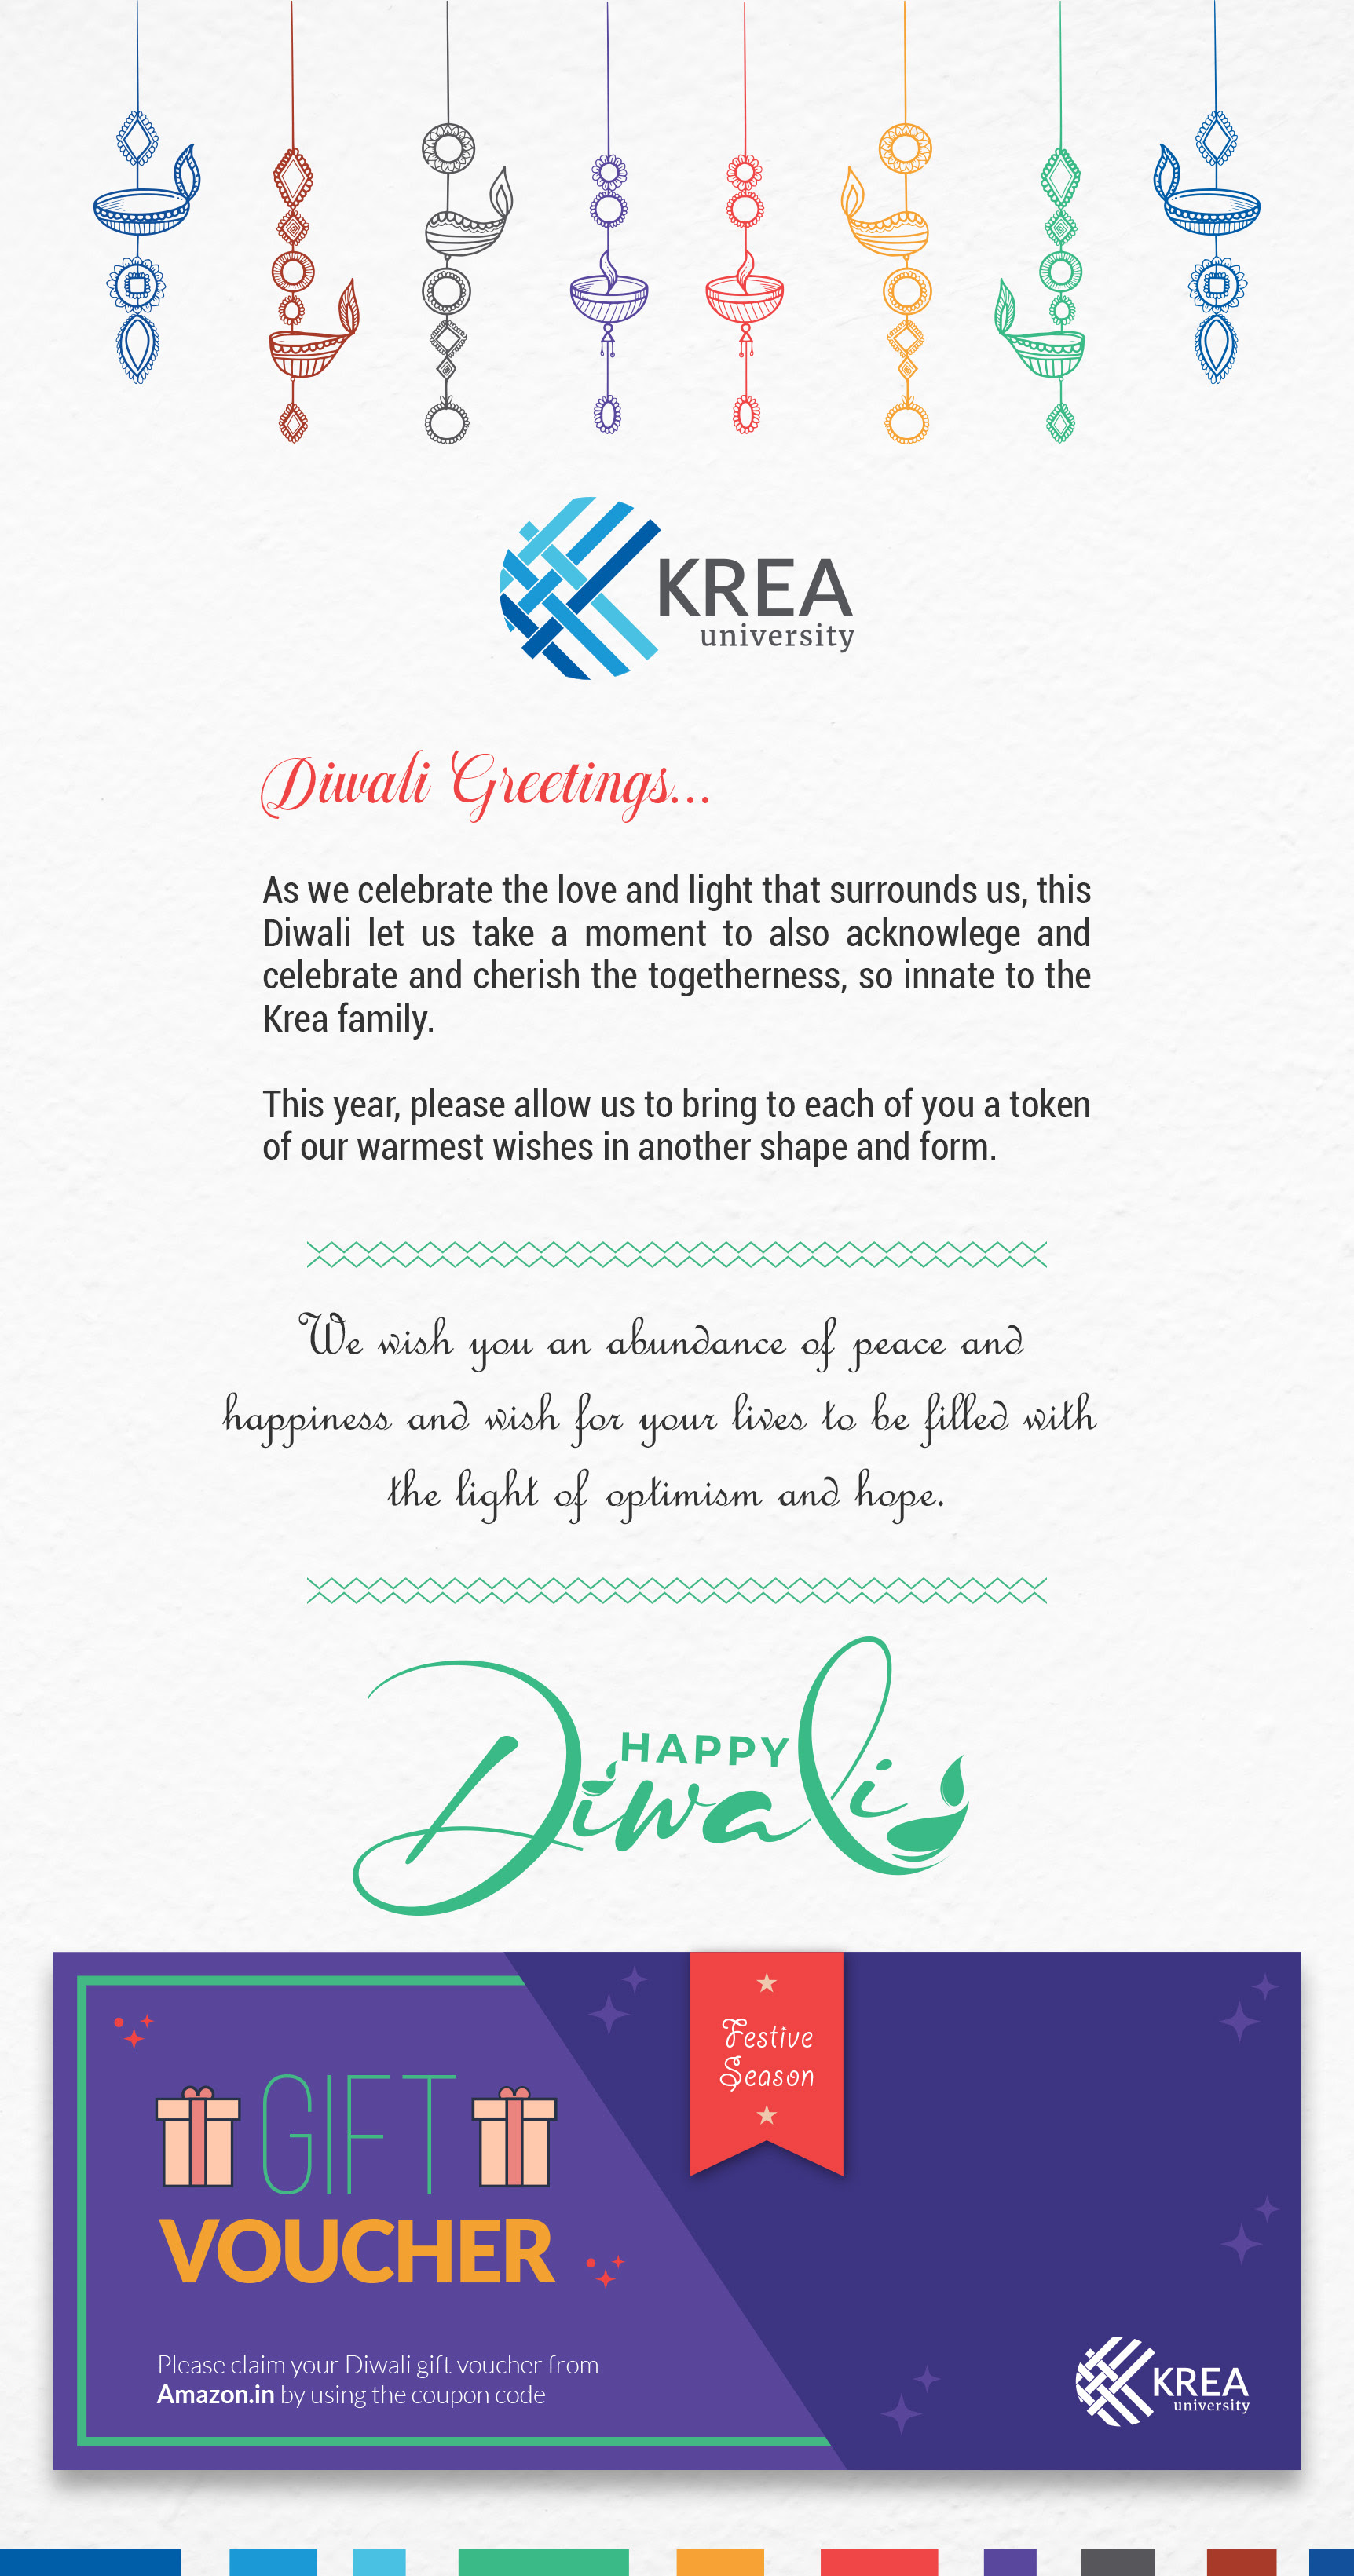 KREA
university
Diwali Greetings...
As we celebrate the love and light that surrounds us, this
Diwali let us take a moment to also acknowlege and
celebrate and cherish the togetherness, so innate to the
Krea family.
This year, please allow us to bring to each of you a token
of our warmest wishes in another shape and form.
We wish you an abundance of peace and
happiness and wish for your lives to be filled with
the light of optimism and hope.
HAPPY
Diwali
Festive
Season
GIFT
VOUCHER
Please claim your Diwali gift voucher from
Amazon.in by using the coupon code
KREA
university